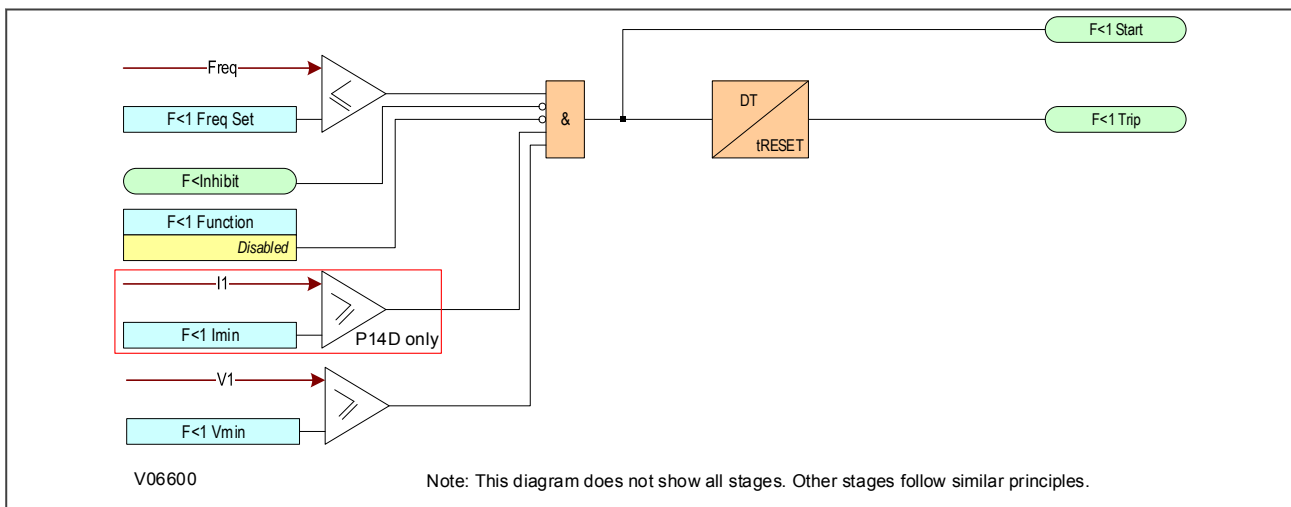 F<1 Start
Freq
F<1 Freq Set
&
DT
tRESET
F<1 Trip
F<Inhibit
F<1 Function
Disabled
I1
F<1 Imin
P14D only
V1
F<1 Vmin
V06600
Note: This diagram does not show all stages. Other stages follow similar principles.